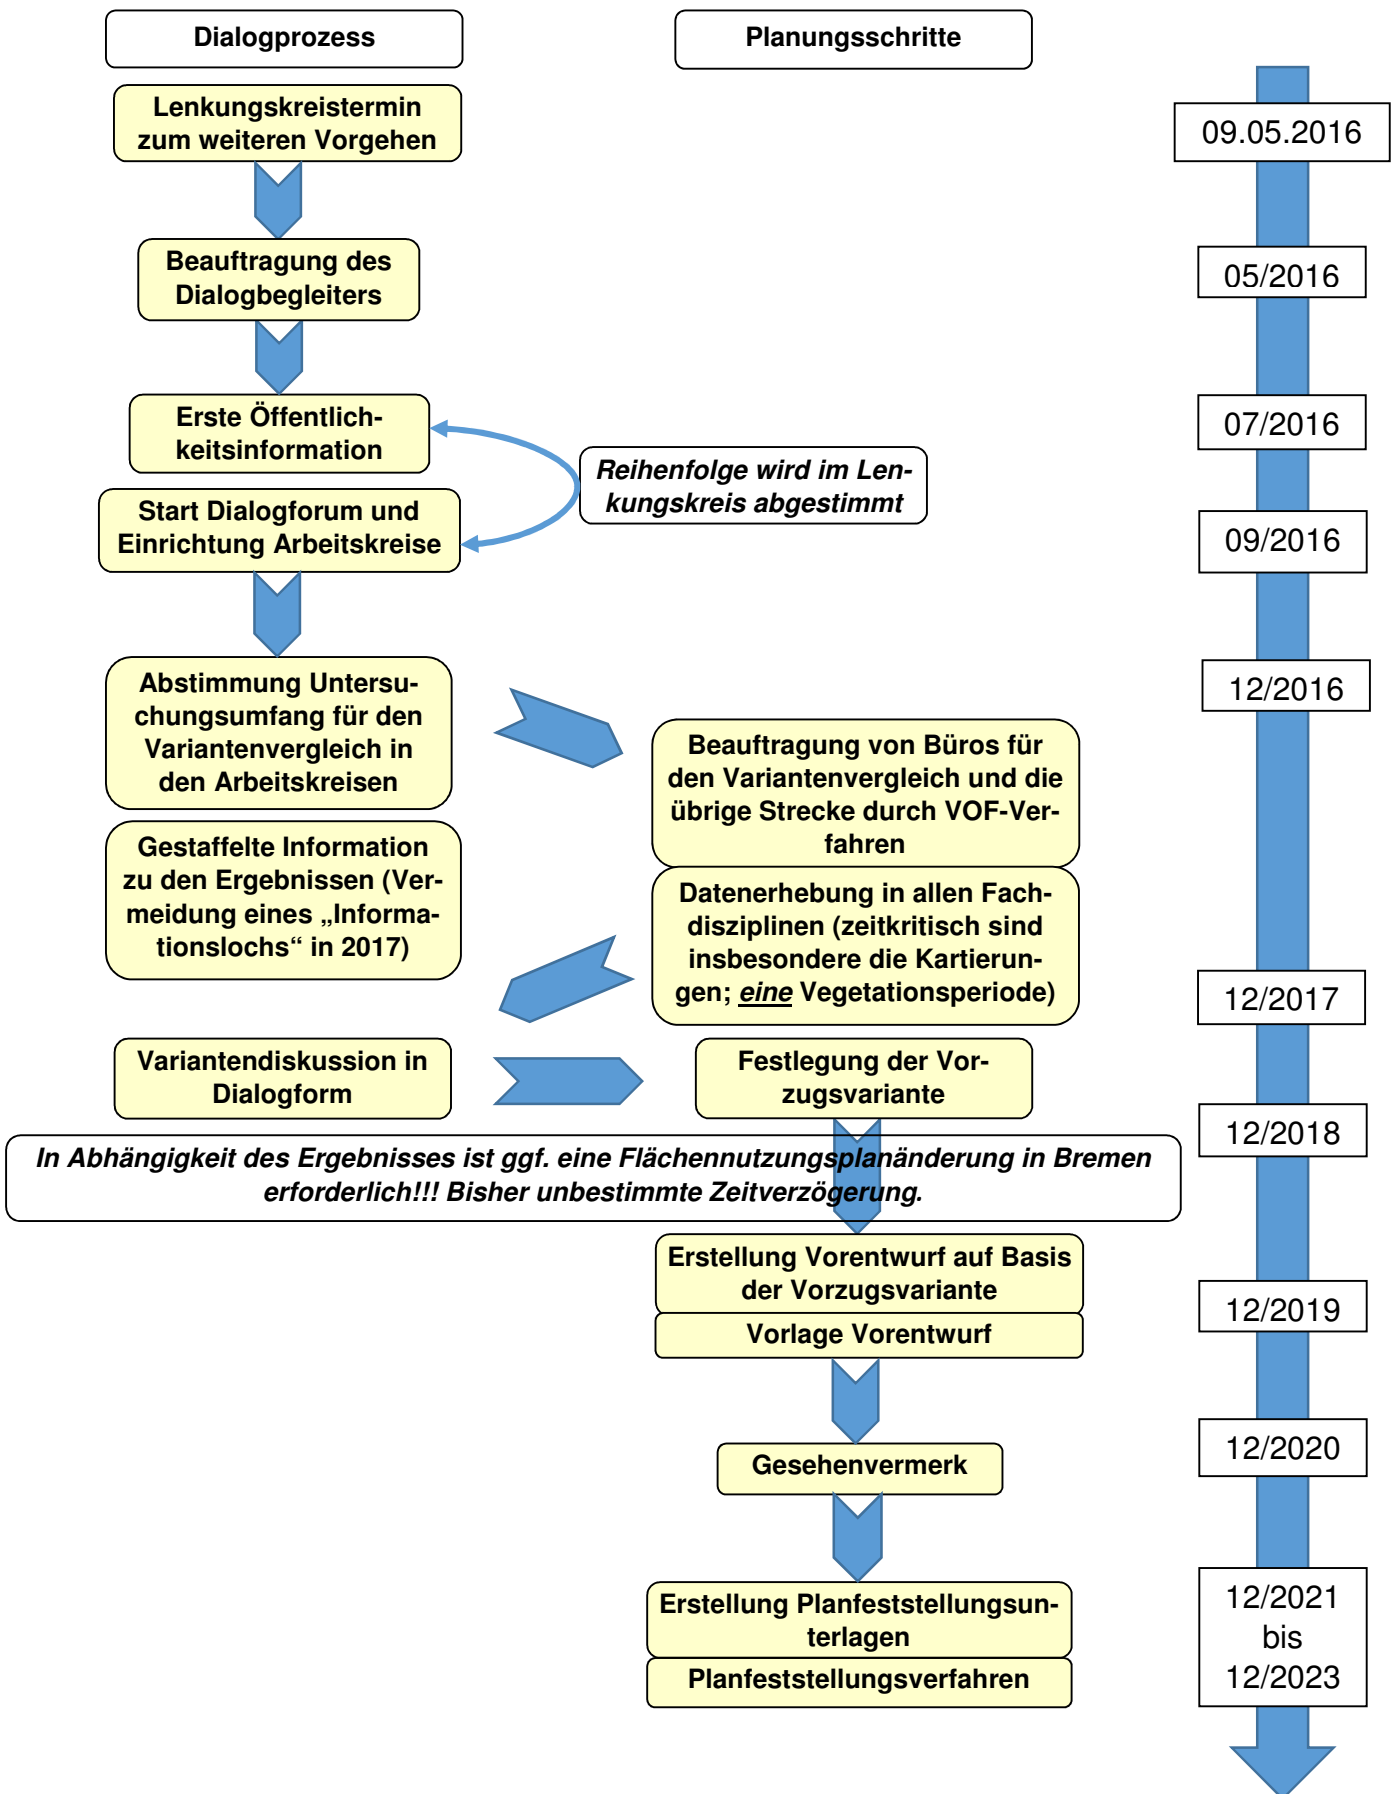 Dialogprozess
Planungsschritte
Lenkungskreistermin
zum weiteren Vorgehen
09.05.2016
Beauftragung des
Dialogbegleiters
05/2016
Erste Öffentlich-
keitsinformation
07/2016
Reihenfolge wird im Len-
kungskreis abgestimmt
Start Dialogforum und
Einrichtung Arbeitskreise
09/2016
Abstimmung Untersu-
chungsumfang für den
Variantenvergleich in
den Arbeitskreisen
12/2016
Beauftragung von Büros für
den Variantenvergleich und die
übrige Strecke durch VOF-Ver-
fahren
Gestaffelte Information
zu den Ergebnissen (Ver-
meidung eines „Informa-
tionslochs“ in 2017)
Datenerhebung in allen Fach-
disziplinen (zeitkritisch sind
insbesondere die Kartierun-
gen; eine Vegetationsperiode)
12/2017
Variantendiskussion in
Dialogform
Festlegung der Vor-
zugsvariante
12/2018
In Abhängigkeit des Ergebnisses ist ggf. eine Flächennutzungsplanänderung in Bremen
erforderlich!!! Bisher unbestimmte Zeitverzögerung.
Erstellung Vorentwurf auf Basis
der Vorzugsvariante
12/2019
Vorlage Vorentwurf
Gesehenvermerk
12/2020
Erstellung Planfeststellungsun-
terlagen
Planfeststellungsverfahren
12/2021
bis
12/2023